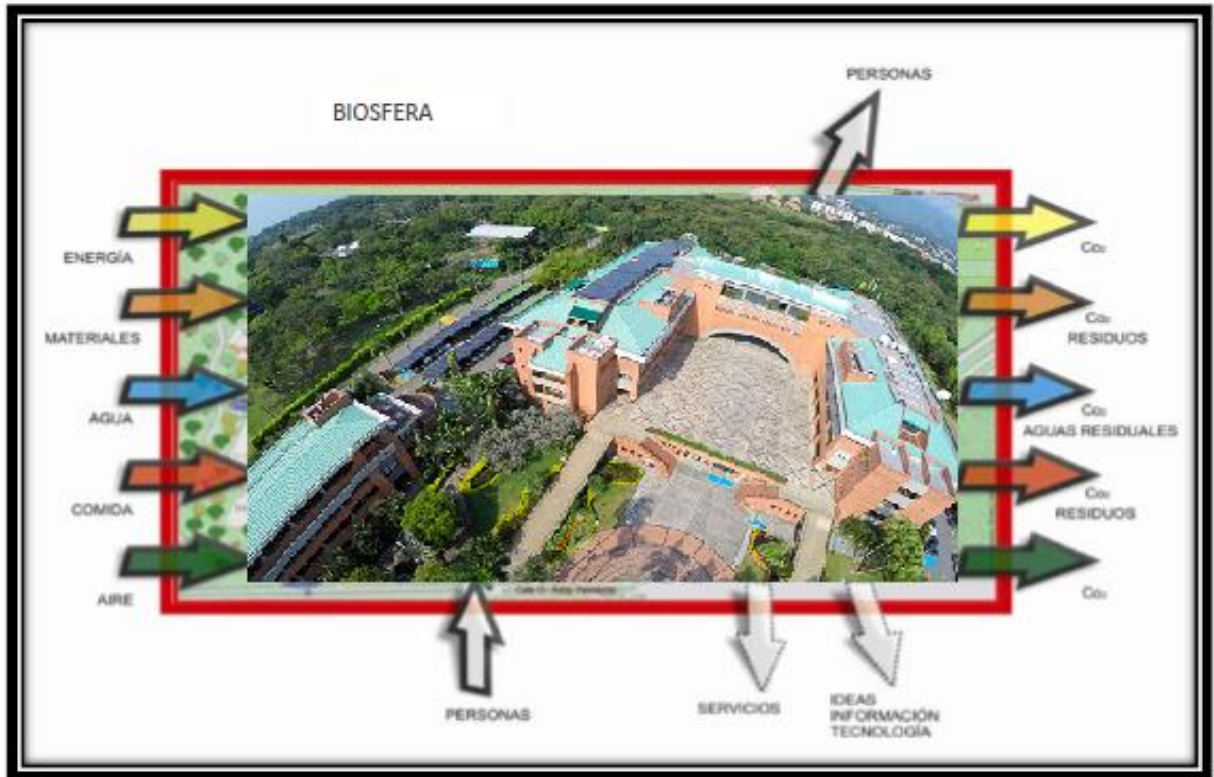 PERSONAS
BIOSFERA
ENERGÍA
MATERIALES
AGUA
COMIDA
AIRE
Co₂
Co₂
RESIDUOS
Co₂
AGUAS RESIDUALES
Co₂
RESIDUOS
Co₂
PERSONAS
SERVICIOS
IDEAS
INFORMACIÓN
TECNOLOGÍA